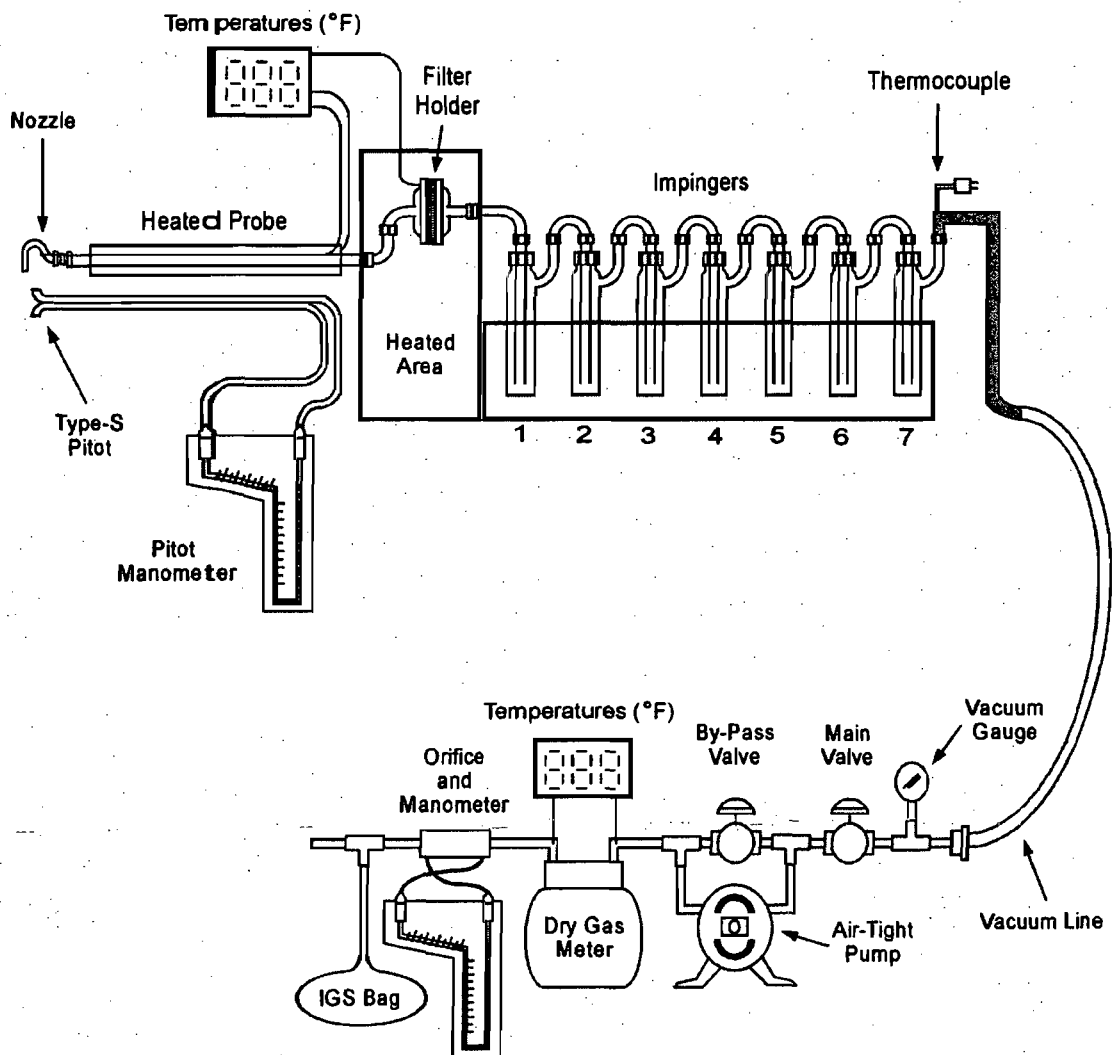 Temperatures (°F)
Nozzle
Filter
Holder
Thermocouple
Impingers
Heated Probe
Heated
Area
Type-S
Pitot
1 2 3 4 5 6 7
Pitot
Manometer
Temperatures (°F)
Orifice
and
Manometer
By-Pass
Valve
Main
Valve
Vacuum
Gauge
Dry Gas
Meter
Air-Tight
Pump
Vacuum Line
IGS Bag